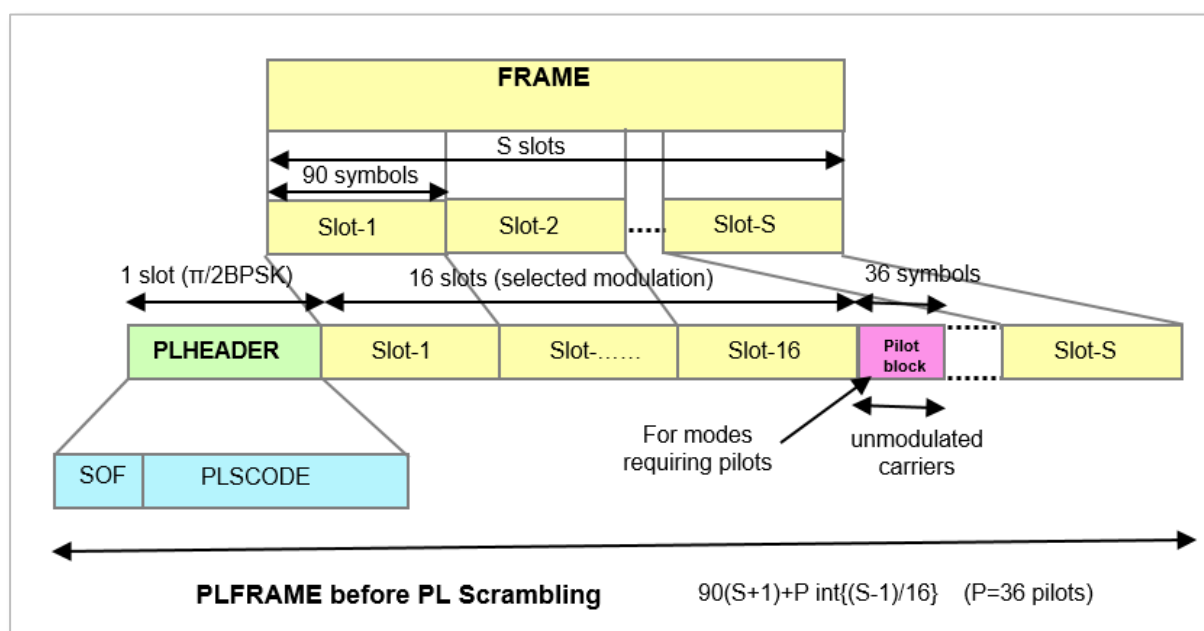 FRAME
S slots
90 symbols
Slot-1
Slot-2
Slot-S
1 slot (π/2BPSK)
16 slots (selected modulation)
36 symbols
PLHEADER
Slot-1
Slot-......
Slot-16
Pilot
block
Slot-S
For modes
requiring pilots
unmodulated
carriers
SOF
PLSCODE
PLFRAME before PL Scrambling
90(S+1)+P int{(S-1)/16} (P=36 pilots)